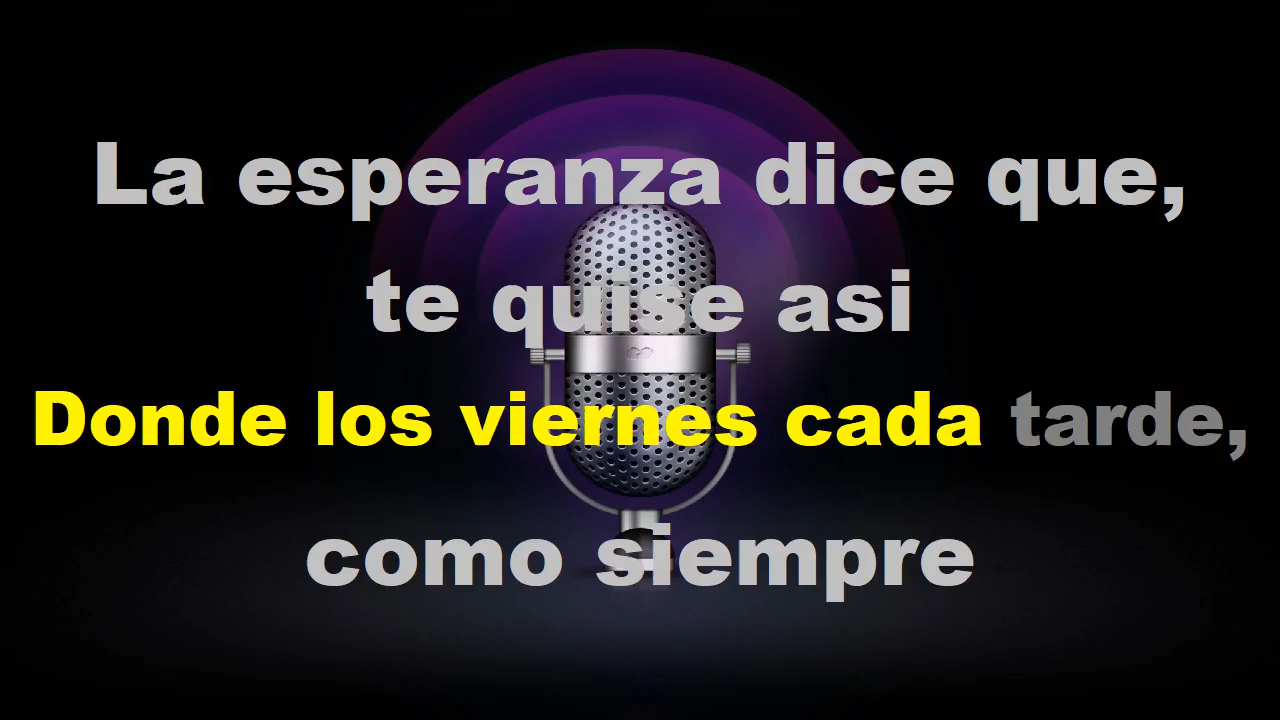 La esperanza dice que,
te quise asi
Donde los viernes cada tarde,
como siempre